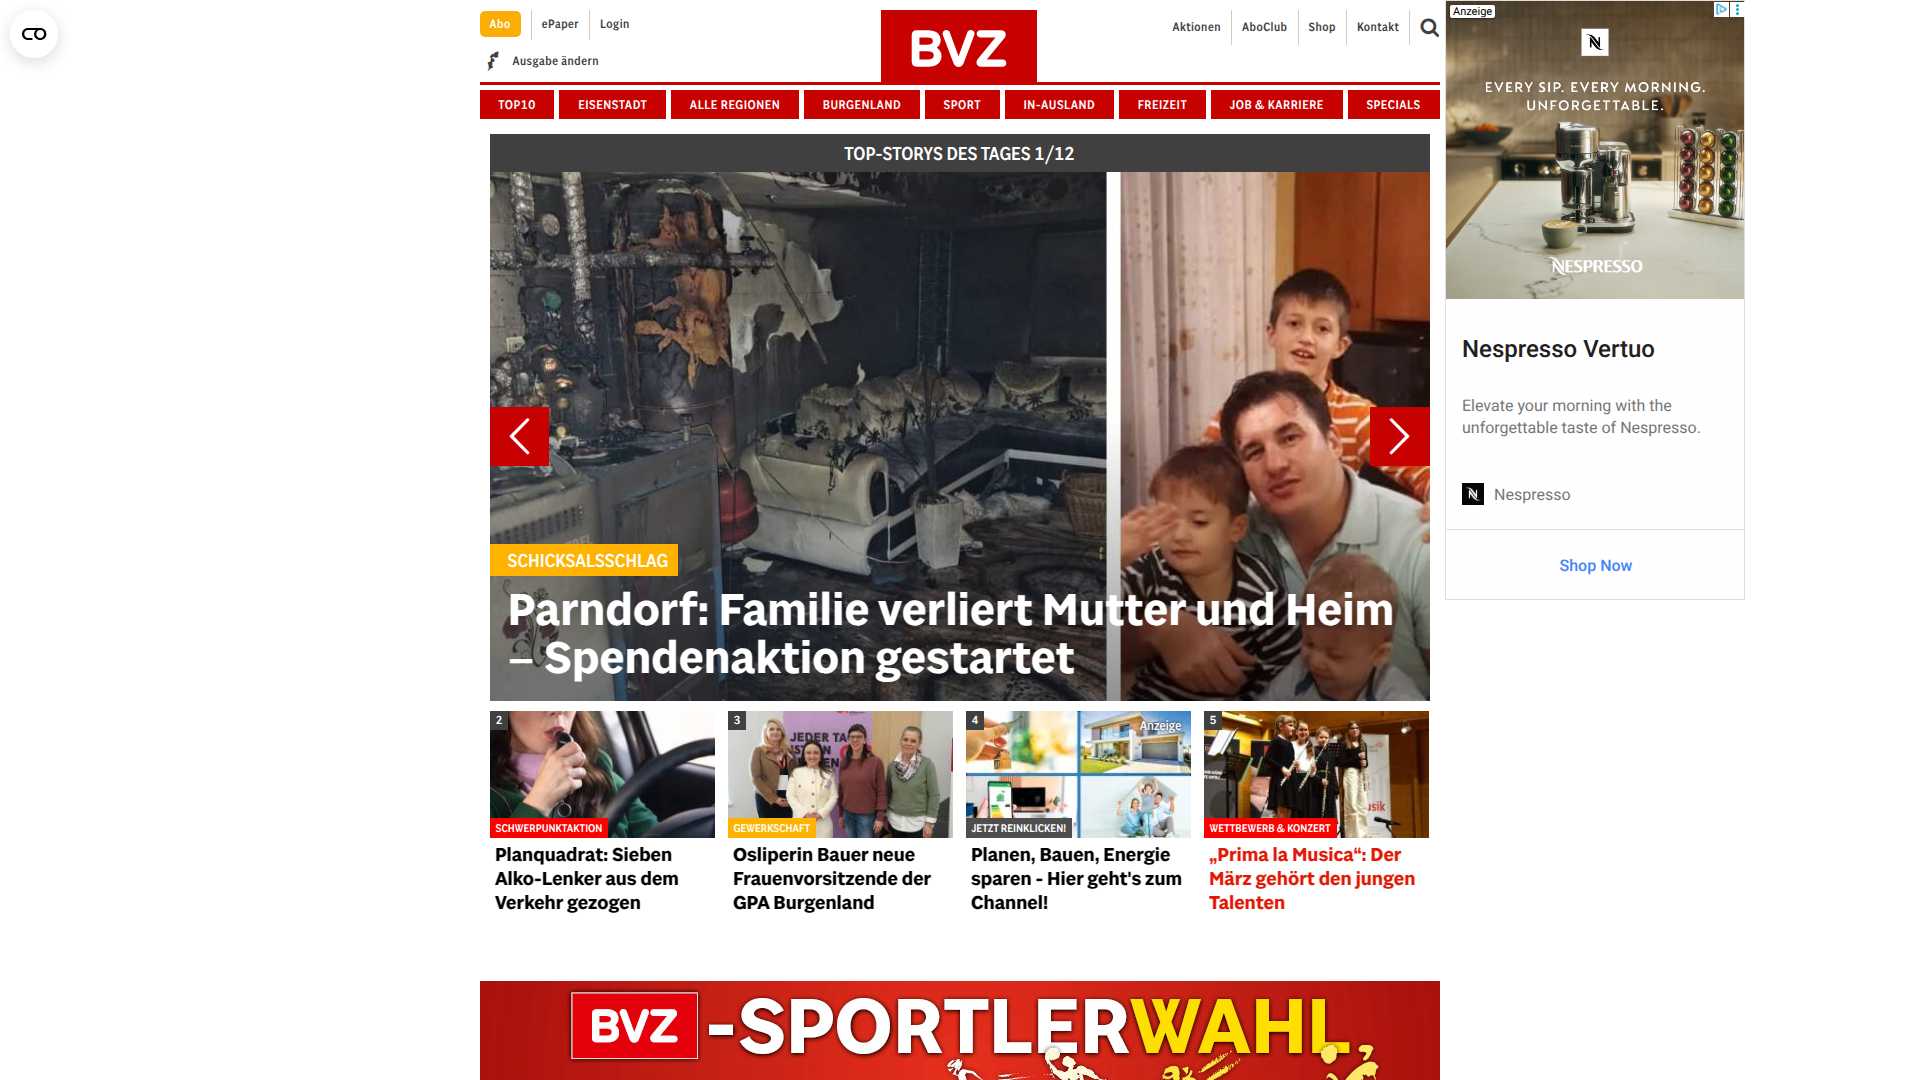 Abo
ePaper
Login
Ausgabe ändern
BVZ
Aktionen
AboClub
Shop
Kontakt
TOP10
EISENSTADT
ALLE REGIONEN
BURGENLAND
SPORT
IN-AUSLAND
FREIZEIT
JOB & KARRIERE
SPECIALS
TOP-STORYS DES TAGES 1/12
SCHICKSALSSCHLAG
Parndorf: Familie verliert Mutter und Heim
– Spendenaktion gestartet
2
SCHWERPUNKTAKTION
Planquadrat: Sieben
Alko-Lenker aus dem
Verkehr gezogen
3
JEDER TA
GEWERKSCHAFT
Osliperin Bauer neue
Frauenvorsitzende der
GPA Burgenland
4
Anzeige
JETZT REINKLICKEN!
Planen, Bauen, Energie
sparen - Hier geht's zum
Channel!
5
usik
WETTBEWERB & KONZERT
„Prima la Musica“: Der
März gehört den jungen
Talenten
BVZ-SPORTLERWAHL
Anzeige
N
EVERY SIP. EVERY MORNING.
UNFORGETTABLE.
NESPRESSO
Nespresso Vertuo
Elevate your morning with the
unforgettable taste of Nespresso.
N
Nespresso
Shop Now